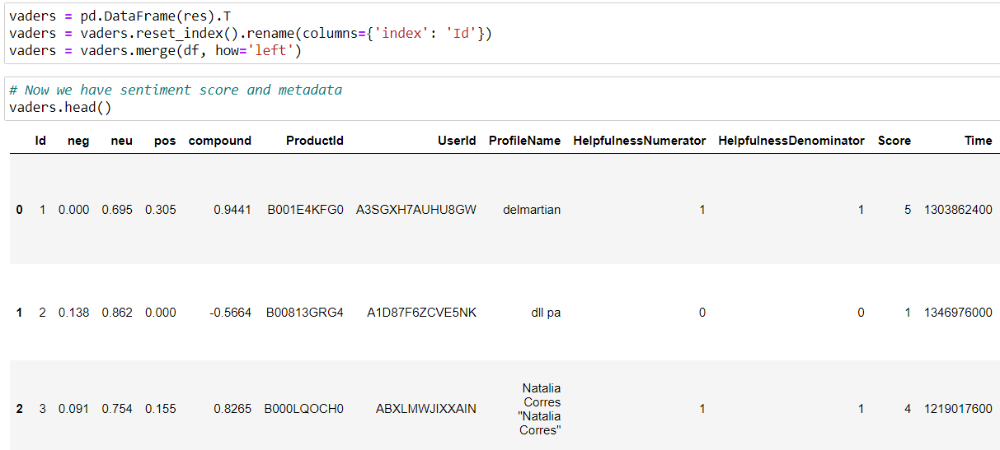 vaders = pd.DataFrame(res).T
vaders = vaders.reset_index().rename(columns={'index': 'Id'})
vaders = vaders.merge(df, how='left')
# Now we have sentiment score and metadata
vaders.head()
Id neg neu pos compound ProductId UserId ProfileName HelpfulnessNumerator HelpfulnessDenominator Score Time
0 1 0.000 0.695 0.305 0.9441 B001E4KFG0 A3SGXH7AUHU8GW delmartian 1 1 5 1303862400
1 2 0.138 0.862 0.000 -0.5664 B00813GRG4 A1D87F6ZCVE5NK dll pa 0 0 1 1346976000
Natalia
Corres
2 3 0.091 0.754 0.155 0.8265 B000LQOCH0 ABXLMWJIXXAIN "Natalia 1 1 4 1219017600
Corres"